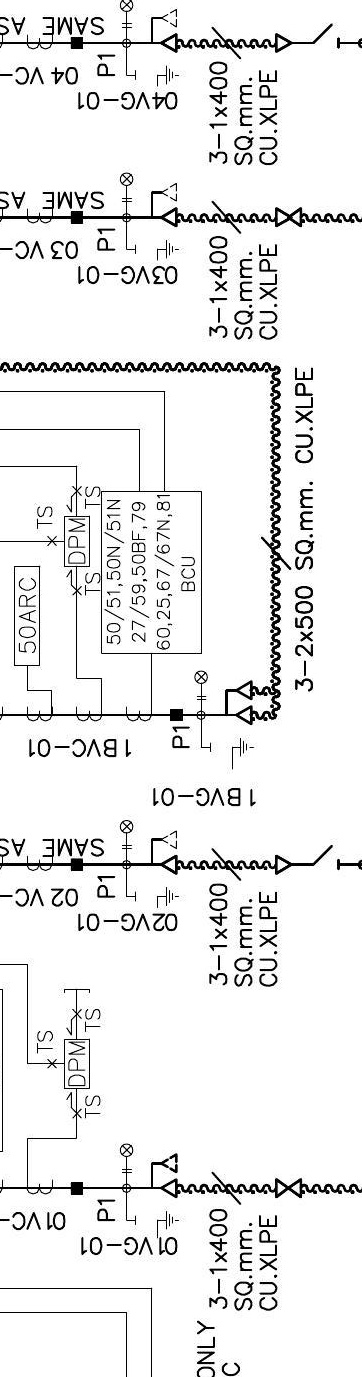 SAME AS
04 VC-
P1
04VG-01
3-1x400
SQ.mm.
CU.XLPE
SAME AS
03 VC-
P1
03VG-01
3-1x400
SQ.mm.
CU.XLPE
3-2x500 SQ.mm. CU.XLPE
TS
TS
DPM
TS
50ARC
50/51,50N/51N
27/59,50BF,79
60,25,67/67N,81
BCU
1BVC-01
P1
1BVG-01
SAME AS
02 VC-
P1
02VG-01
3-1x400
SQ.mm.
CU.XLPE
TS
TS
DPM
TS
01VC-
P1
01VG-01
3-1x400
SQ.mm.
CU.XLPE
ONLY